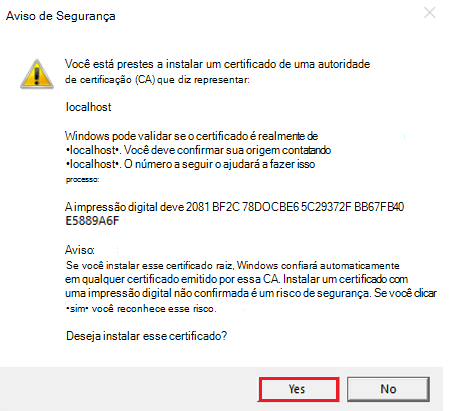 Aviso de Segurança
Você está prestes a instalar um certificado de uma autoridade
de certificação (CA) que diz representar:
localhost
Windows pode validar se o certificado é realmente de
•localhost•. Você deve confirmar sua origem contatando
•localhost•. O número a seguir o ajudará a fazer isso
processo:
A impressão digital deve 2081 BF2C 78DOCBE6 5C29372F BB67FB40
E5889A6F
Aviso:
Se você instalar esse certificado raiz, Windows confiará automaticamente
em qualquer certificado emitido por essa CA. Instalar um certificado com
uma impressão digital não confirmada é um risco de segurança. Se você clicar
•sim• você reconhece esse risco.
Deseja instalar esse certificado?
Yes
No